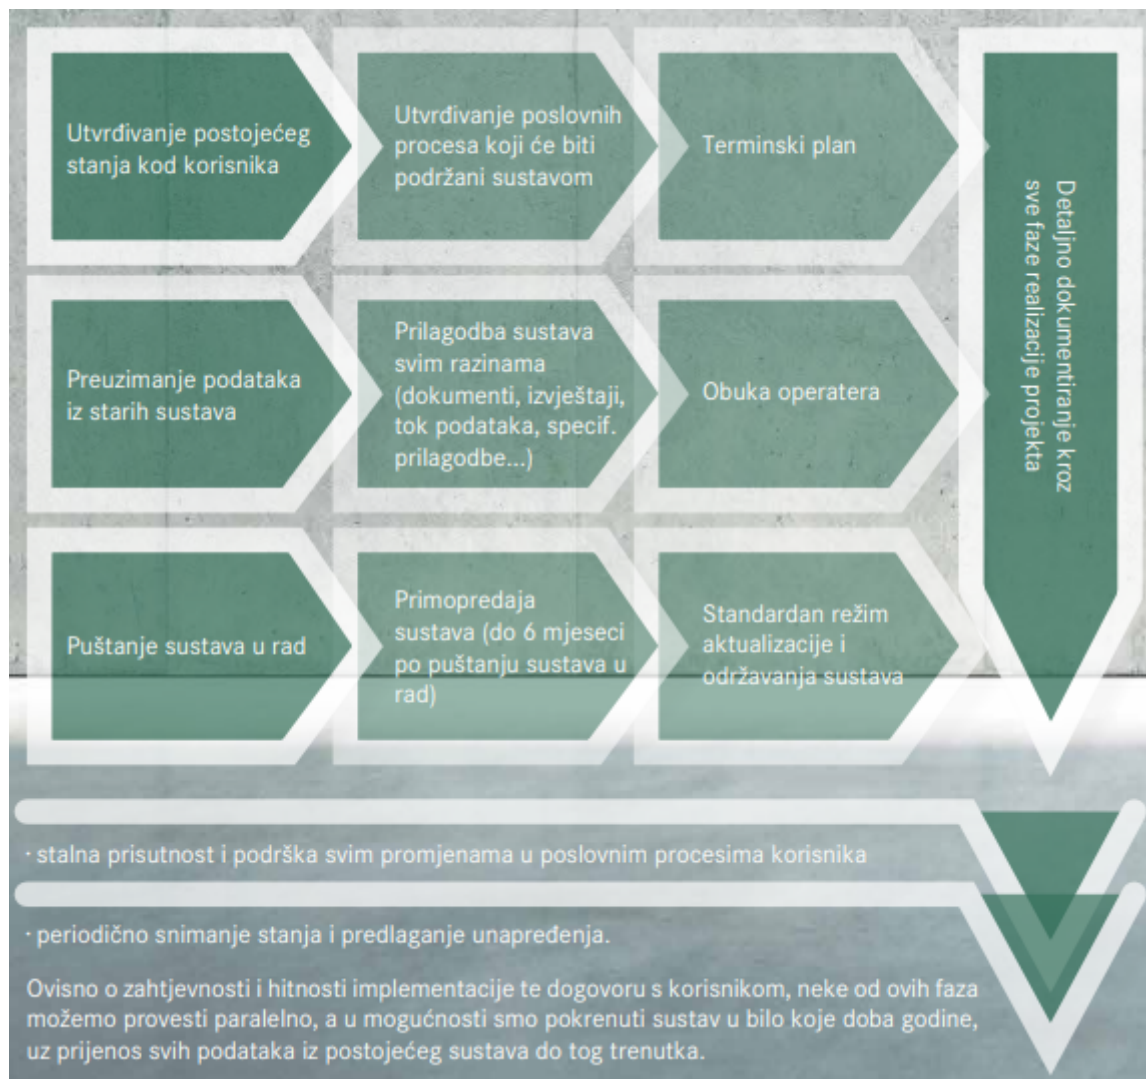 Utvrđivanje postojećeg
stanja kod korisnika
Utvrđivanje poslovnih
procesa koji će biti
podržani sustavom
Terminski plan
Preuzimanje podataka
iz starih sustava
Prilagodba sustava
svim razinama
(dokumenti, izvještaji,
tok podataka, specif.
prilagodbe...)
Obuka operatera
Puštanje sustava u rad
Primopredaja
sustava (do 6 mjeseci
po puštanju sustava u
rad)
Standardan režim
aktualizacije i
održavanja sustava
Detaljno dokumentiranje kroz
sve faze realizacije projekta
· stalna prisutnost i podrška svim promjenama u poslovnim procesima korisnika
· periodično snimanje stanja i predlaganje unapređenja.
Ovisno o zahtjevnosti i hitnosti implementacije te dogovoru s korisnikom, neke od ovih faza
možemo provesti paralelno, a u mogućnosti smo pokrenuti sustav u bilo koje doba godine,
uz prijenos svih podataka iz postojećeg sustava do tog trenutka.